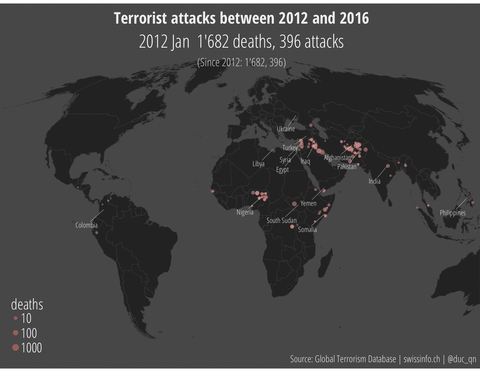 Terrorist attacks between 2012 and 2016
2012 Jan 1'682 deaths, 396 attacks
(Since 2012: 1'682, 396)
Ukraine
Turkey
Libya
Syria
Iraq
Afghanistan
Egypt
Pakistan
India
Yemen
Nigeria
Philippines
South Sudan
Colombia
Somalia
deaths
10
100
1000
Source: Global Terrorism Database | swissinfo.ch | @duc_qn